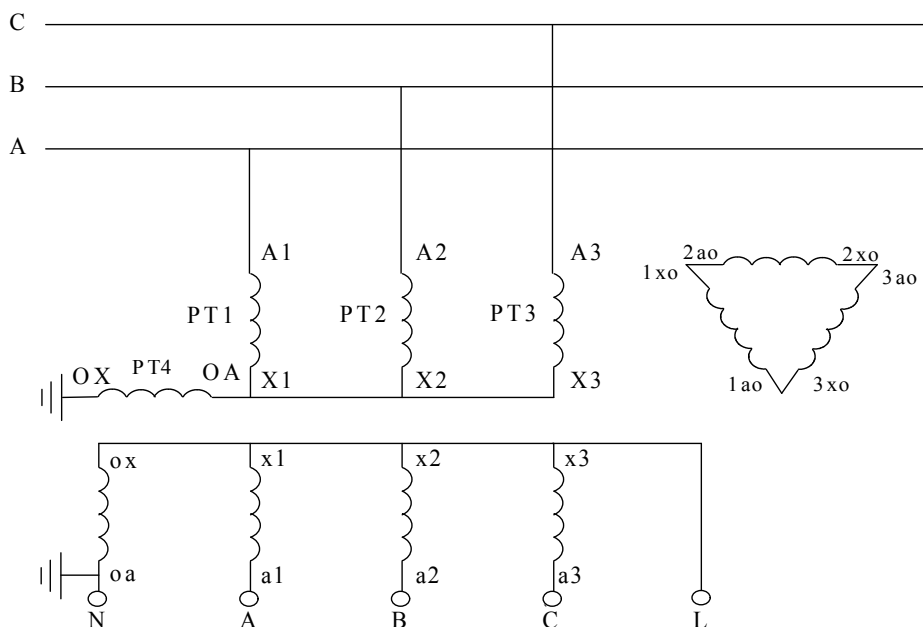 C
B
A
A1 A2 A3
2ao 2xo
1xo 3ao
PT1 PT2 PT3
OX PT4 OA X1 X2 X3
1ao 3xo
ox x1 x2 x3
oa a1 a2 a3
N A B C L